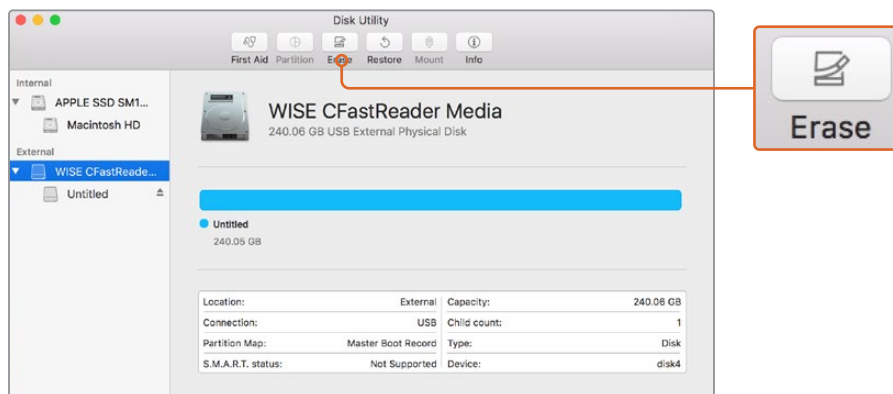 Disk Utility
First Aid Partition Erase Restore Mount Info
Erase
Internal
APPLE SSD SM1...
Macintosh HD
External
WISE CFastReade...
Untitled
WISE CFastReader Media
240.06 GB USB External Physical Disk
Untitled
240.05 GB
Location: External Capacity: 240.06 GB
Connection: USB Child count: 1
Partition Map: Master Boot Record Type: Disk
S.M.A.R.T. status: Not Supported Device: disk4